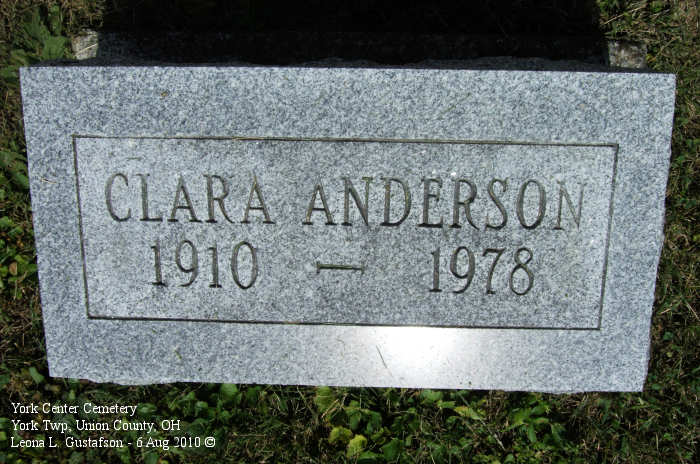 CLARA ANDERSON
1910 — 1978
York Center Cemetery
York Twp, Union County, OH
Leona L. Gustafson - 6 Aug 2010 ©